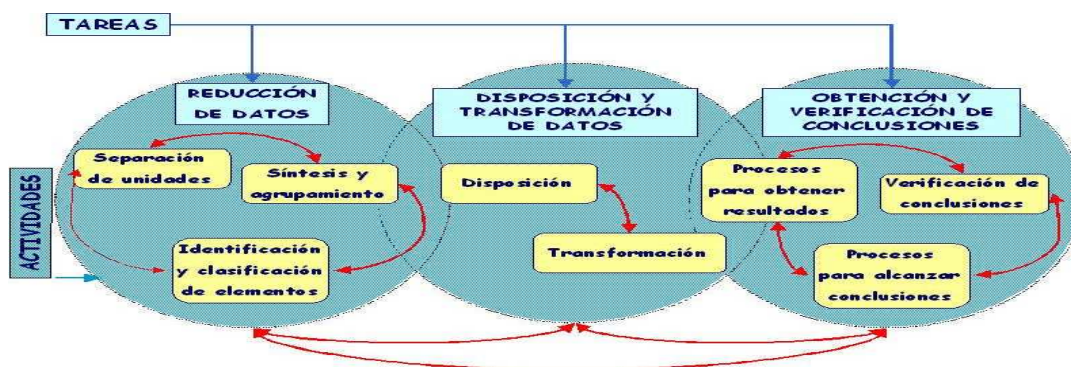 TAREAS
REDUCCIÓN
DE DATOS
DISPOSICIÓN Y
TRANSFORMACIÓN
DE DATOS
OBTENCIÓN Y
VERIFICACIÓN DE
CONCLUSIONES
Separación
de unidades
Síntesis y
agrupamiento
Identificación
y clasificación
de elementos
Disposición
Transformación
Procesos
para obtener
resultados
Verificación de
conclusiones
Procesos
para alcanzar
conclusiones
ACTIVIDADES